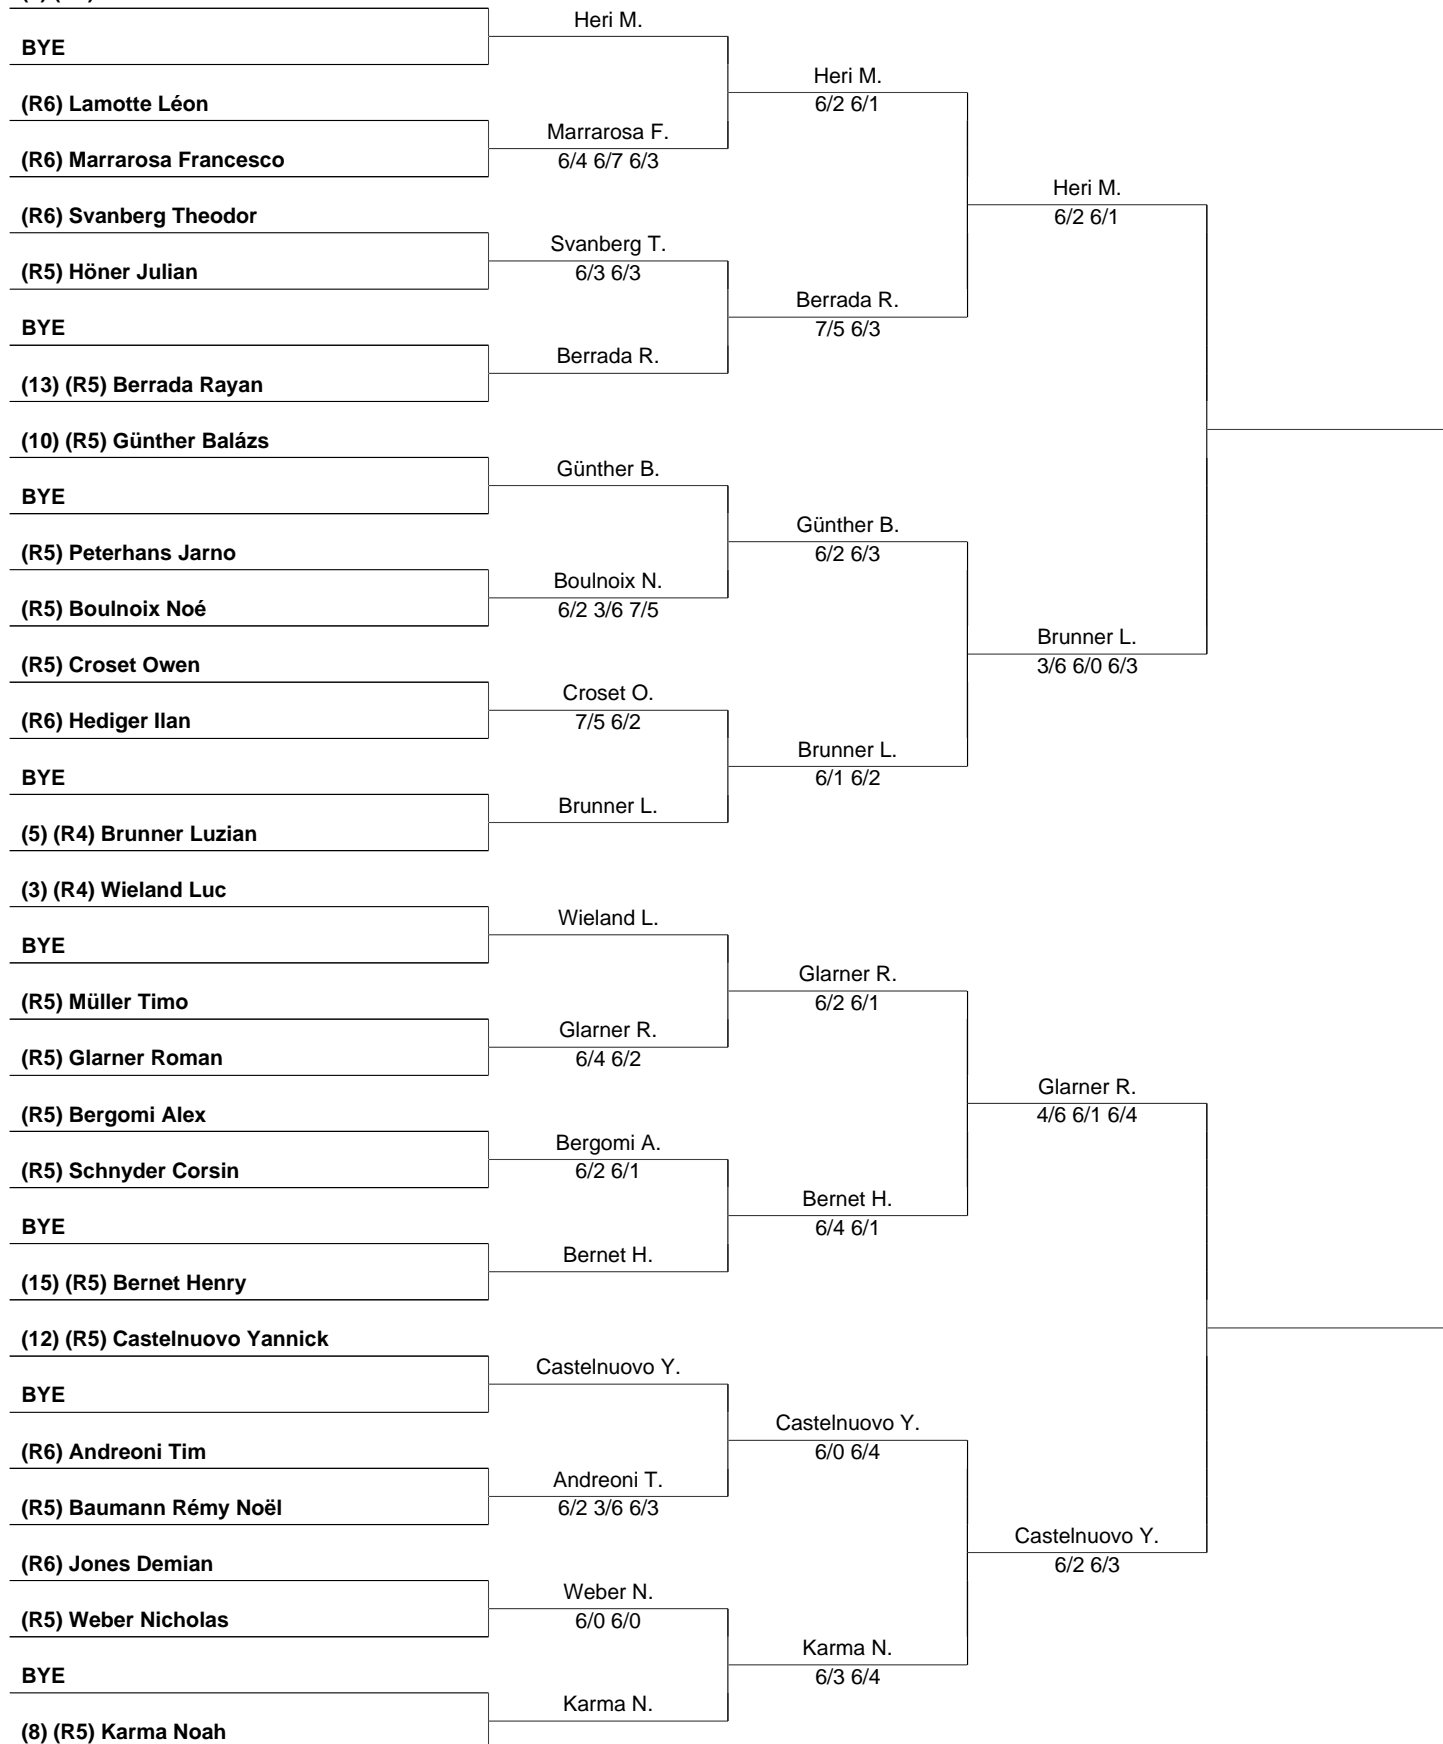 Heri M.
BYE
Heri M.
6/2 6/1
(R6) Lamotte Léon
Marrarosa F.
6/4 6/7 6/3
(R6) Marrarosa Francesco
Heri M.
6/2 6/1
(R6) Svanberg Theodor
Svanberg T.
6/3 6/3
(R5) Höner Julian
Berrada R.
7/5 6/3
BYE
Berrada R.
(13) (R5) Berrada Rayan
(10) (R5) Günther Balázs
Günther B.
BYE
Günther B.
6/2 6/3
(R5) Peterhans Jarno
Boulnoix N.
6/2 3/6 7/5
(R5) Boulnoix Noé
Brunner L.
3/6 6/0 6/3
(R5) Croset Owen
Croset O.
7/5 6/2
(R6) Hediger Ilan
Brunner L.
6/1 6/2
BYE
Brunner L.
(5) (R4) Brunner Luzian
(3) (R4) Wieland Luc
Wieland L.
BYE
Glarner R.
6/2 6/1
(R5) Müller Timo
Glarner R.
6/4 6/2
(R5) Glarner Roman
Glarner R.
4/6 6/1 6/4
(R5) Bergomi Alex
Bergomi A.
6/2 6/1
(R5) Schnyder Corsin
Bernet H.
6/4 6/1
BYE
Bernet H.
(15) (R5) Bernet Henry
(12) (R5) Castelnuovo Yannick
Castelnuovo Y.
BYE
Castelnuovo Y.
6/0 6/4
(R6) Andreoni Tim
Andreoni T.
6/2 3/6 6/3
(R5) Baumann Rémy Noël
Castelnuovo Y.
6/2 6/3
(R6) Jones Demian
Weber N.
6/0 6/0
(R5) Weber Nicholas
Karma N.
6/3 6/4
BYE
Karma N.
(8) (R5) Karma Noah